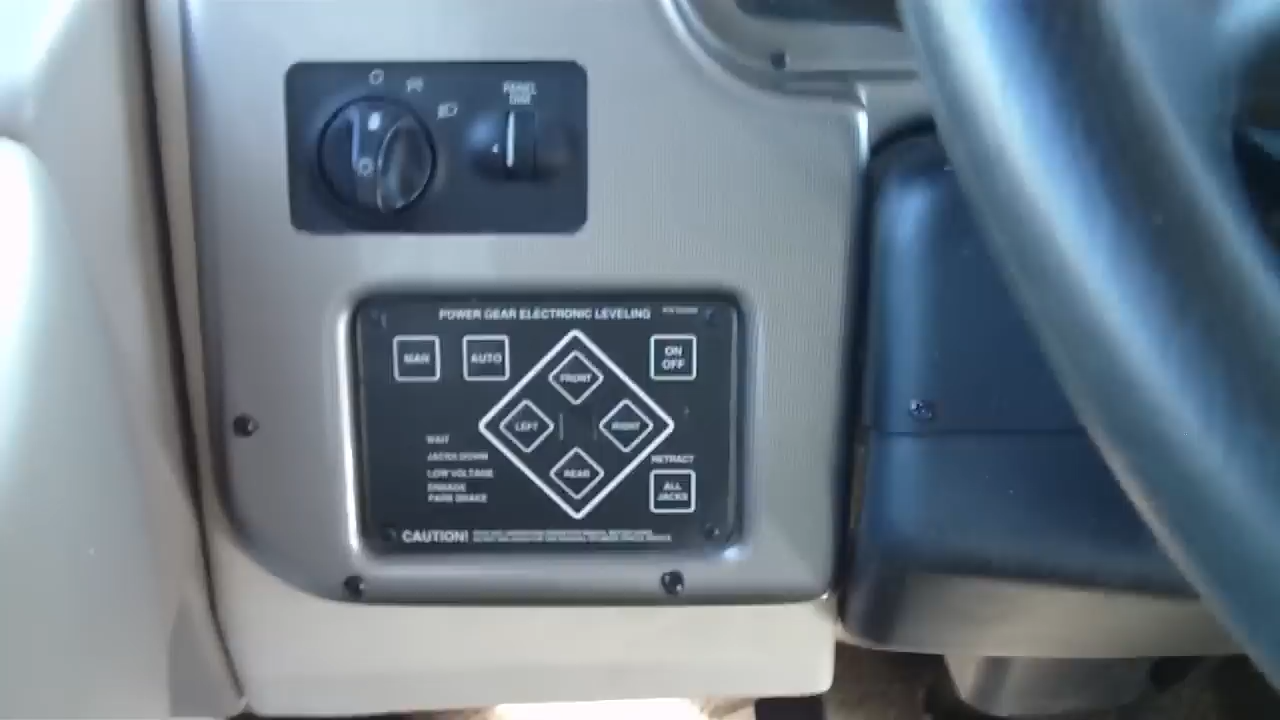 PANEL
DIM
POWER GEAR ELECTRONIC LEVELING
MAN
AUTO
ON
OFF
FRONT
LEFT
RIGHT
REAR
WAIT
JACKS DOWN
LOW VOLTAGE
ENGAGE
PARK BRAKE
RETRACT
ALL
JACKS
CAUTION!